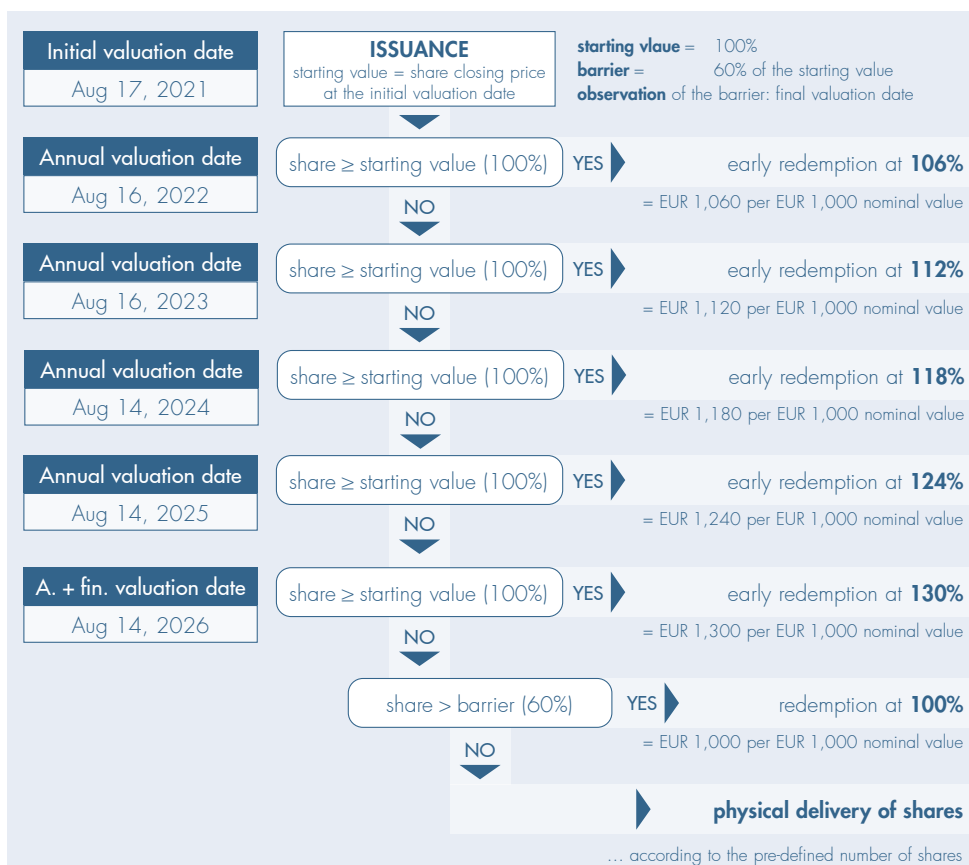 Initial valuation date
Aug 17, 2021
ISSUANCE
starting value = share closing price
at the initial valuation date
starting vlaue = 100%
barrier = 60% of the starting value
observation of the barrier: final valuation date
Annual valuation date
Aug 16, 2022
share ≥ starting value (100%)
YES
early redemption at 106%
= EUR 1,060 per EUR 1,000 nominal value
NO
Annual valuation date
Aug 16, 2023
share ≥ starting value (100%)
YES
early redemption at 112%
= EUR 1,120 per EUR 1,000 nominal value
NO
Annual valuation date
Aug 14, 2024
share ≥ starting value (100%)
YES
early redemption at 118%
= EUR 1,180 per EUR 1,000 nominal value
NO
Annual valuation date
Aug 14, 2025
share ≥ starting value (100%)
YES
early redemption at 124%
= EUR 1,240 per EUR 1,000 nominal value
NO
A. + fin. valuation date
Aug 14, 2026
share ≥ starting value (100%)
YES
early redemption at 130%
= EUR 1,300 per EUR 1,000 nominal value
NO
share > barrier (60%)
YES
redemption at 100%
= EUR 1,000 per EUR 1,000 nominal value
NO
physical delivery of shares
... according to the pre-defined number of shares